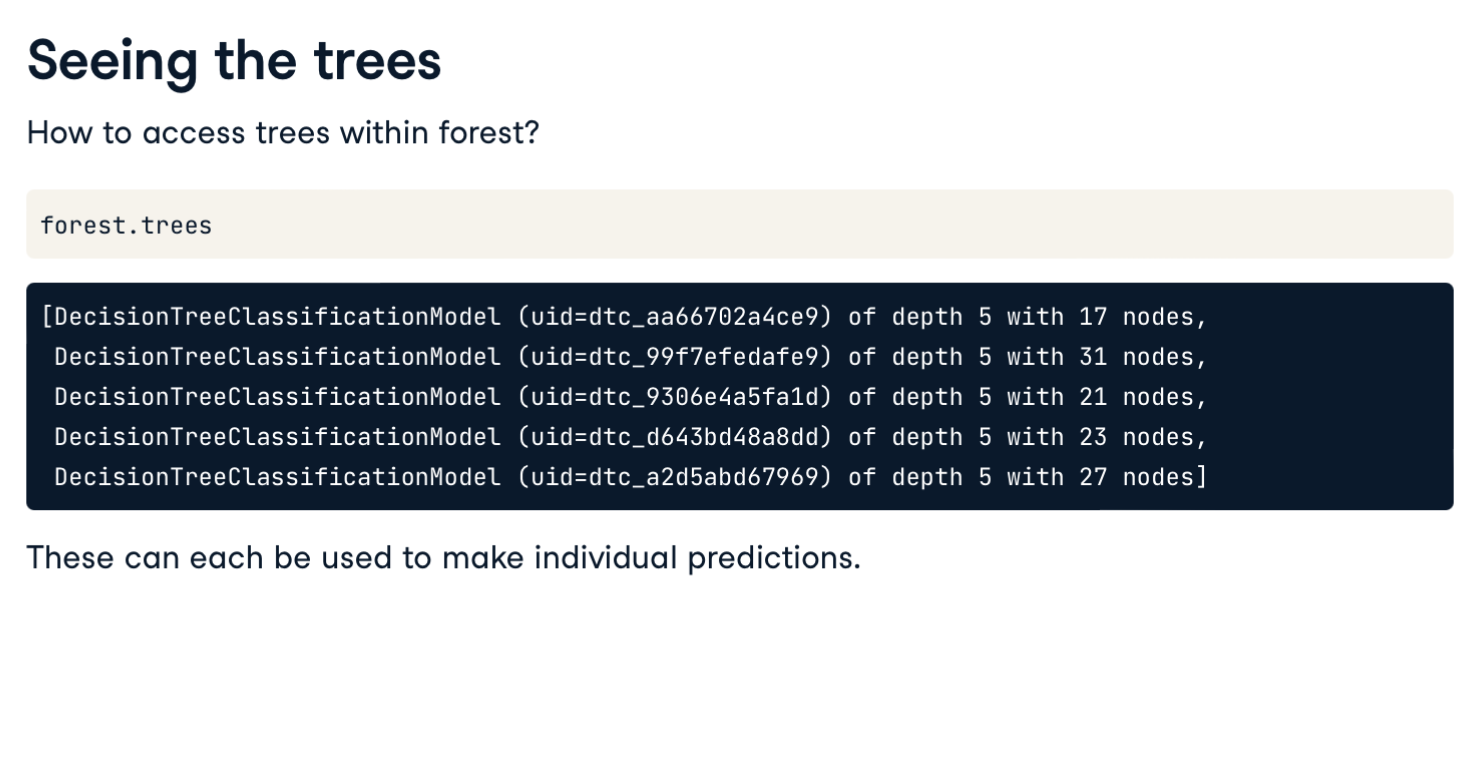 Seeing the trees
How to access trees within forest?
forest.trees
[DecisionTreeClassificationModel (uid=dtc_aa66702a4ce9) of depth 5 with 17 nodes,
 DecisionTreeClassificationModel (uid=dtc_99f7efedafe9) of depth 5 with 31 nodes,
 DecisionTreeClassificationModel (uid=dtc_9306e4a5fa1d) of depth 5 with 21 nodes,
 DecisionTreeClassificationModel (uid=dtc_d643bd48a8dd) of depth 5 with 23 nodes,
 DecisionTreeClassificationModel (uid=dtc_a2d5abd67969) of depth 5 with 27 nodes]
These can each be used to make individual predictions.